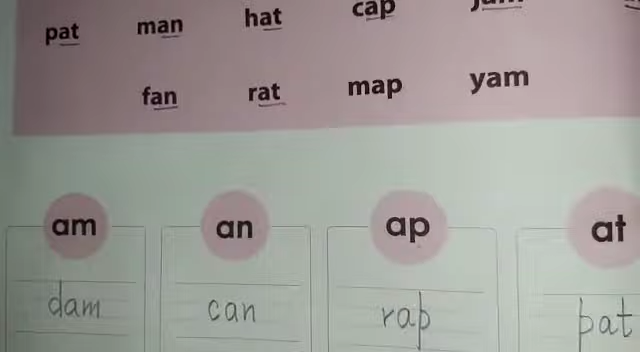 pat man hat cap
fan rat map yam
am an ap at
dam can rap pat